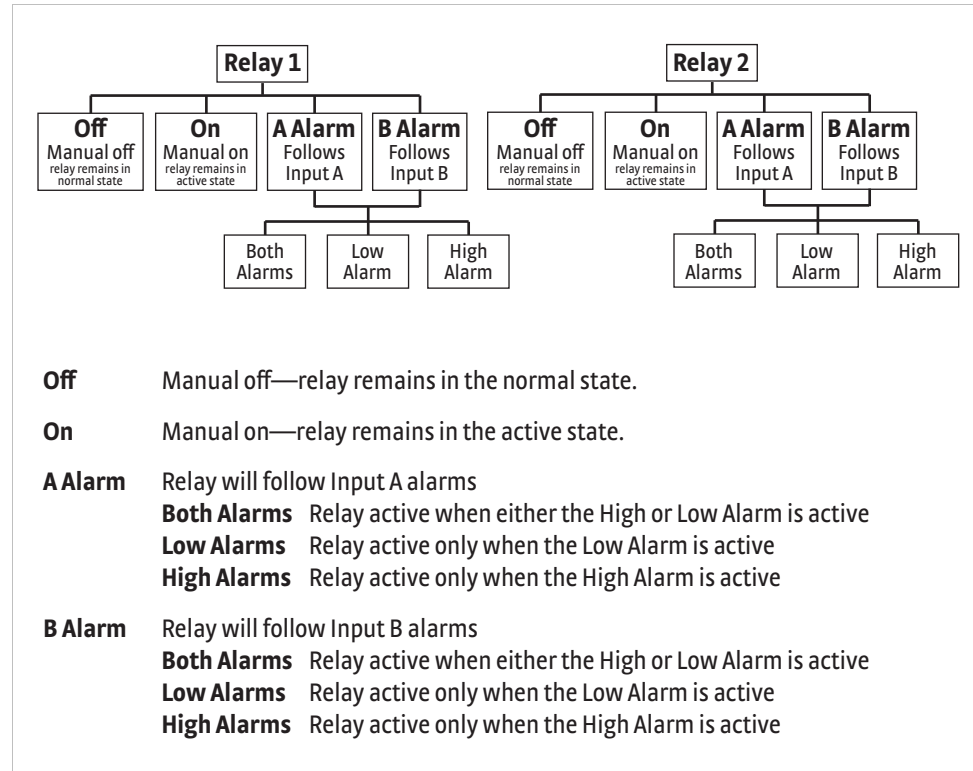 Relay 1
Off
Manual off
relay remains in
normal state
On
Manual on
relay remains in
active state
A Alarm
Follows
Input A
B Alarm
Follows
Input B
Both
Alarms
Low
Alarm
High
Alarm
Relay 2
Off
Manual off
relay remains in
normal state
On
Manual on
relay remains in
active state
A Alarm
Follows
Input A
B Alarm
Follows
Input B
Both
Alarms
Low
Alarm
High
Alarm
Off Manual off—relay remains in the normal state.
On Manual on—relay remains in the active state.
A Alarm Relay will follow Input A alarms
Both Alarms Relay active when either the High or Low Alarm is active
Low Alarms Relay active only when the Low Alarm is active
High Alarms Relay active only when the High Alarm is active
B Alarm Relay will follow Input B alarms
Both Alarms Relay active when either the High or Low Alarm is active
Low Alarms Relay active only when the Low Alarm is active
High Alarms Relay active only when the High Alarm is active